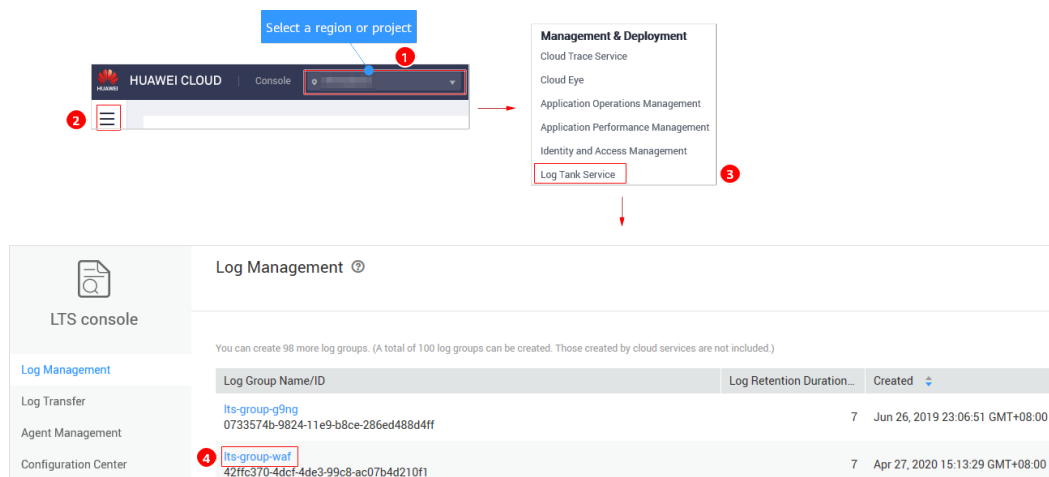 Select a region or project
1
HUAWEI
HUAWEI CLOUD
Console
2
Management & Deployment
Cloud Trace Service
Cloud Eye
Application Operations Management
Application Performance Management
Identity and Access Management
Log Tank Service
3
LTS console
Log Management
Log Transfer
Agent Management
Configuration Center
Log Management
You can create 98 more log groups. (A total of 100 log groups can be created. Those created by cloud services are not included.)
Log Group Name/ID Log Retention Duration... Created
lts-group-g9ng
0733574b-9824-11e9-b8ce-286ed488d4ff
7 Jun 26, 2019 23:06:51 GMT+08:00
4
lts-group-waf
42ffc370-4dcf-4de3-99c8-ac07b4d210f1
7 Apr 27, 2020 15:13:29 GMT+08:00